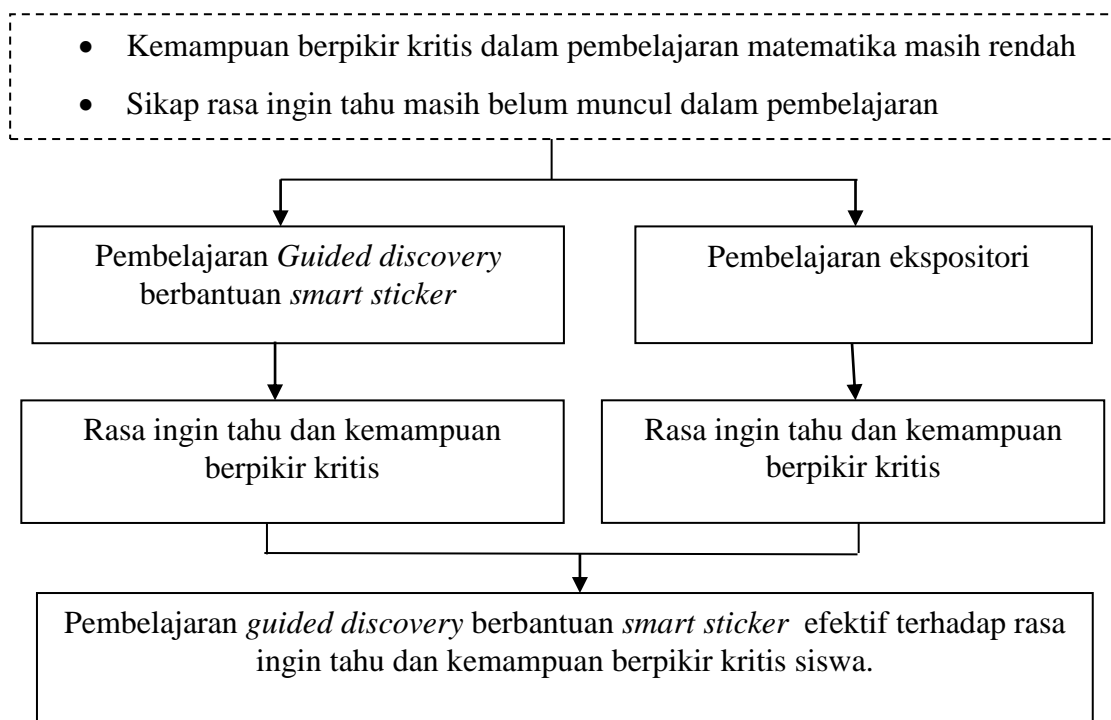 • Kemampuan berpikir kritis dalam pembelajaran matematika masih rendah
• Sikap rasa ingin tahu masih belum muncul dalam pembelajaran
Pembelajaran Guided discovery
berbantuan smart sticker
Pembelajaran ekspositori
Rasa ingin tahu dan kemampuan
berpikir kritis
Rasa ingin tahu dan kemampuan
berpikir kritis
Pembelajaran guided discovery berbantuan smart sticker efektif terhadap rasa
ingin tahu dan kemampuan berpikir kritis siswa.